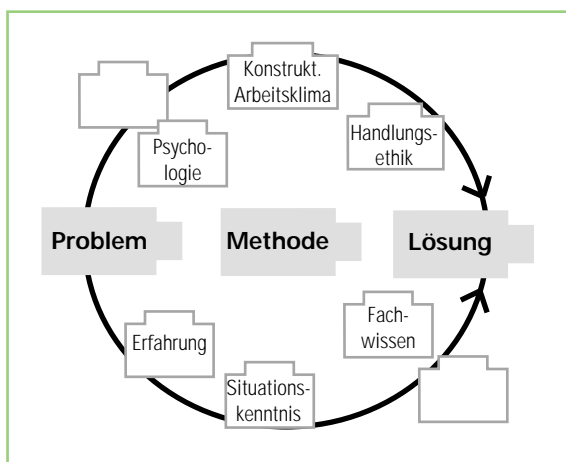 Konstrukt.
Arbeitsklima
Handlungs-
ethik
Psycho-
logie
Problem
Methode
Lösung
Erfahrung
Fach-
wissen
Situations-
kenntnis